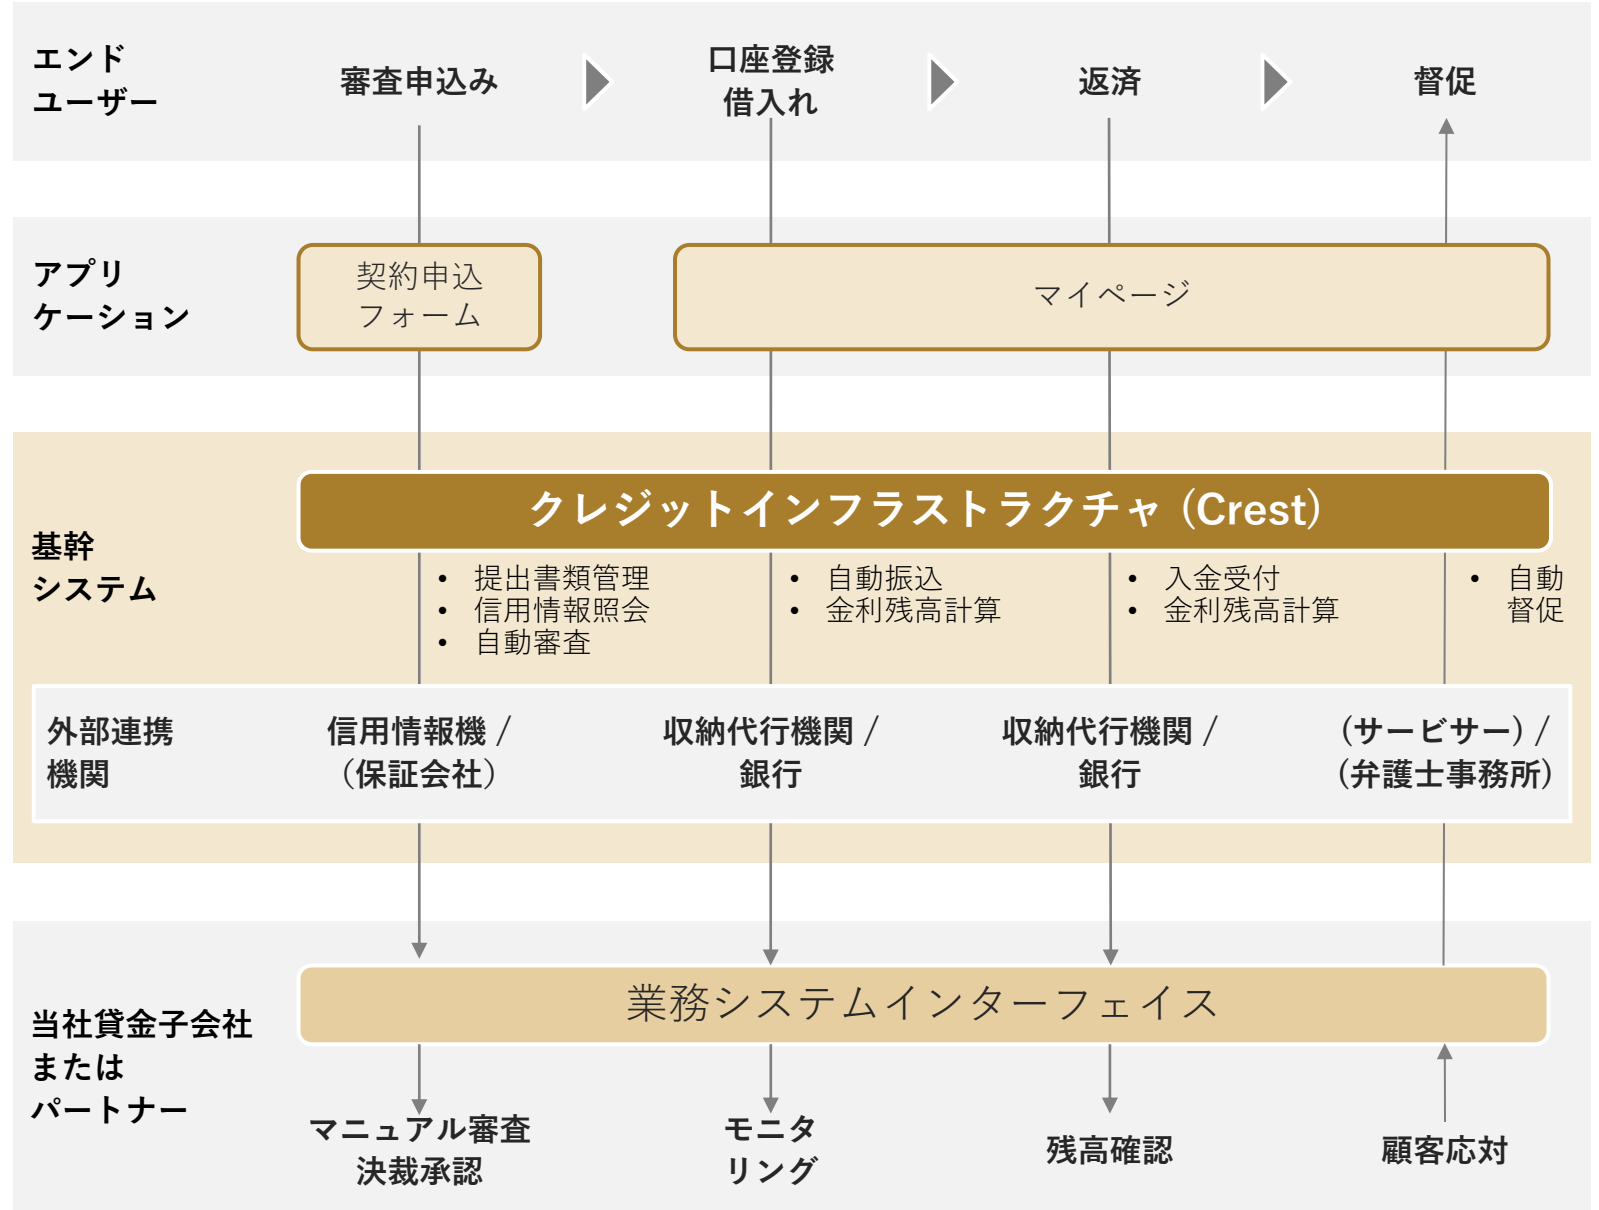 エンド
ユーザー
審査申込み
口座登録
借入れ
返済
督促
アプリ
ケーション
契約申込
フォーム
マイページ
基幹
システム
クレジットインフラストラクチャ (Crest)
• 提出書類管理
• 信用情報照会
• 自動審査
• 自動振込
• 金利残高計算
• 入金受付
• 金利残高計算
• 自動
督促
外部連携
機関
信用情報機 /
(保証会社)
収納代行機関 /
銀行
収納代行機関 /
銀行
(サービサー) /
(弁護士事務所)
当社貸金子会社
または
パートナー
業務システムインターフェイス
マニュアル審査
決裁承認
モニタ
リング
残高確認
顧客応対